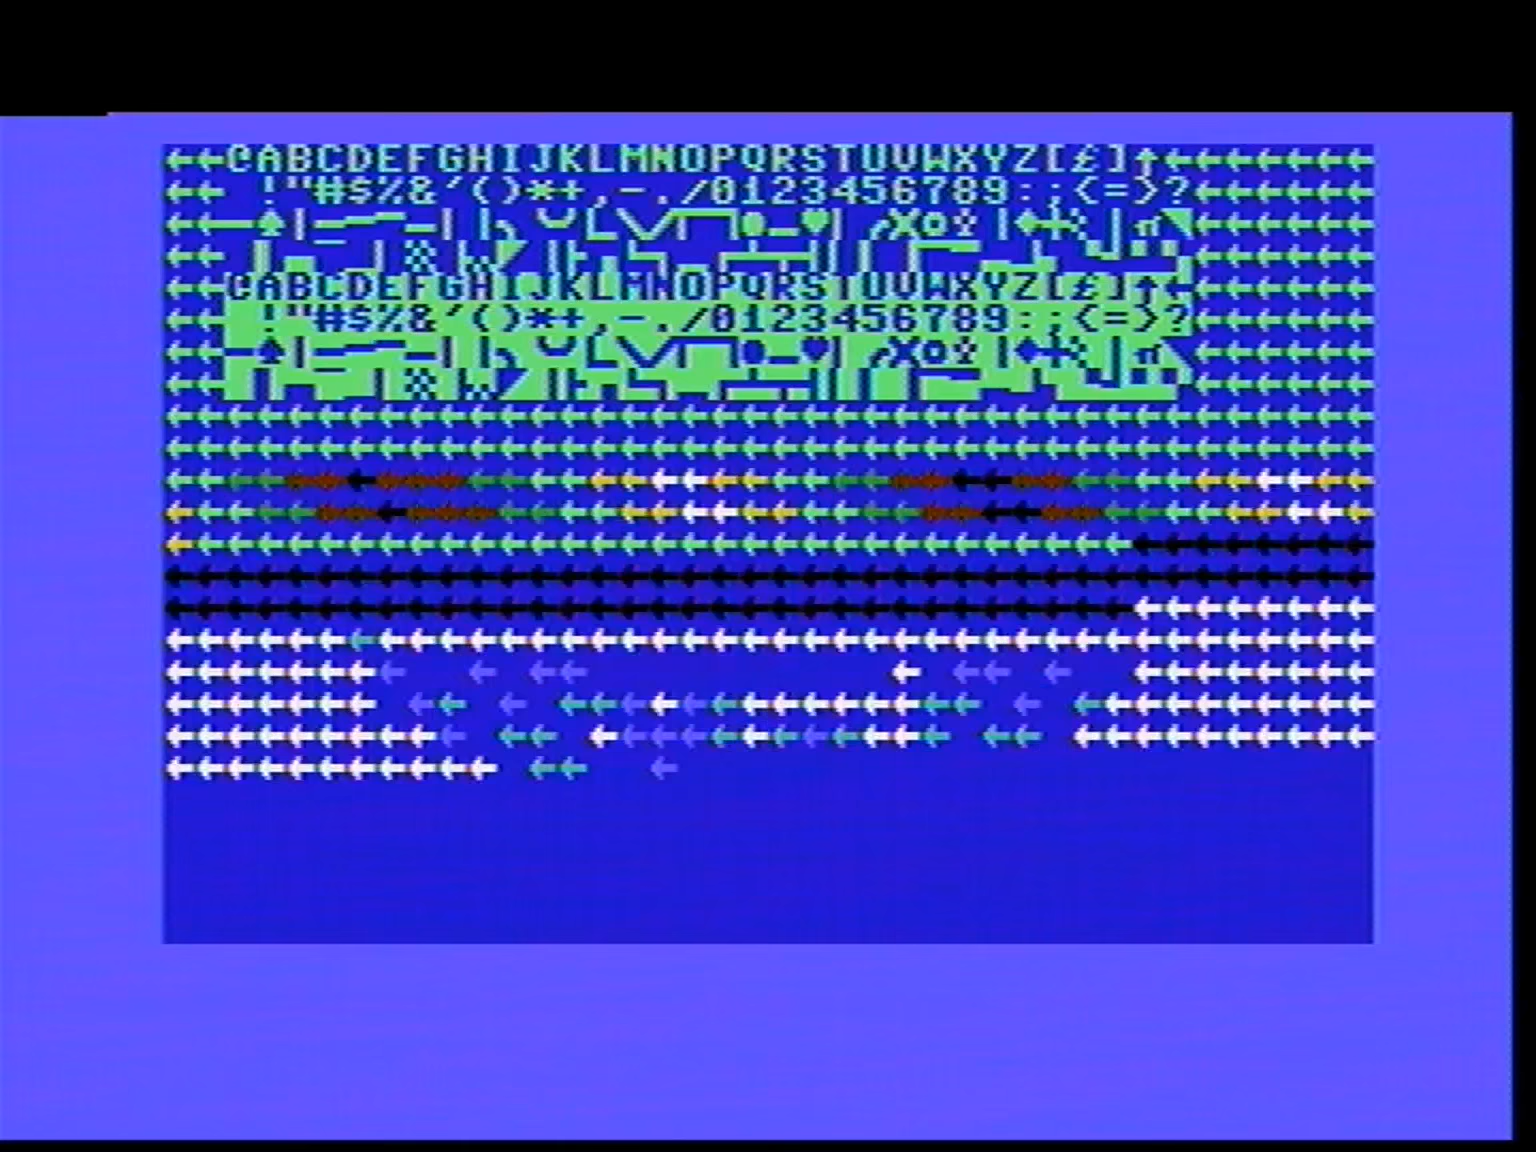 ←←@ABCDEFGHIJKLMNOPQRSTUVWXYZ[£]↑←←←←←←←
←← !"#$%&'()*+,-./0123456789:;<=>?←←←←←←
@ABCDEFGHIJKLMNOPQRSTUVWXYZ[£]↑←
!"#$%&'()*+,-./0123456789:;<=>?